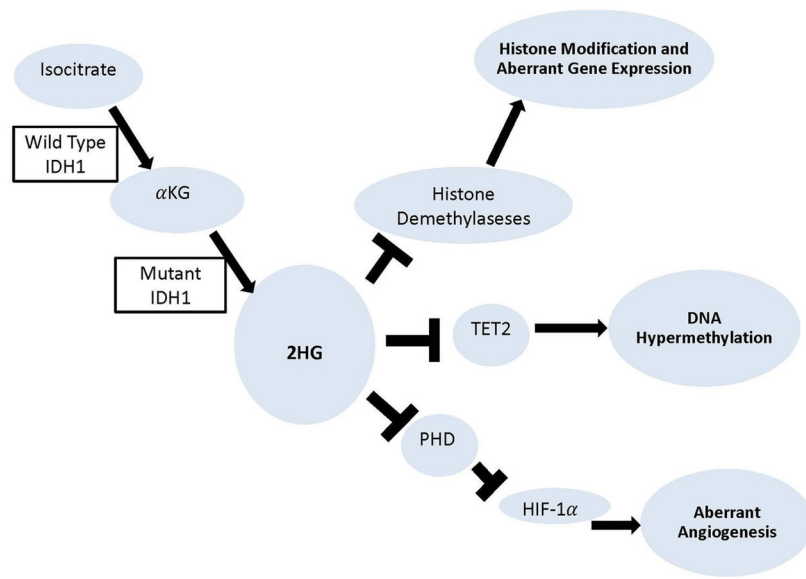 Isocitrate
Wild Type
IDH1
αKG
Mutant
IDH1
2HG
Histone Modification and
Aberrant Gene Expression
Histone
Demethylaseses
TET2
DNA
Hypermethylation
PHD
HIF-1α
Aberrant
Angiogenesis